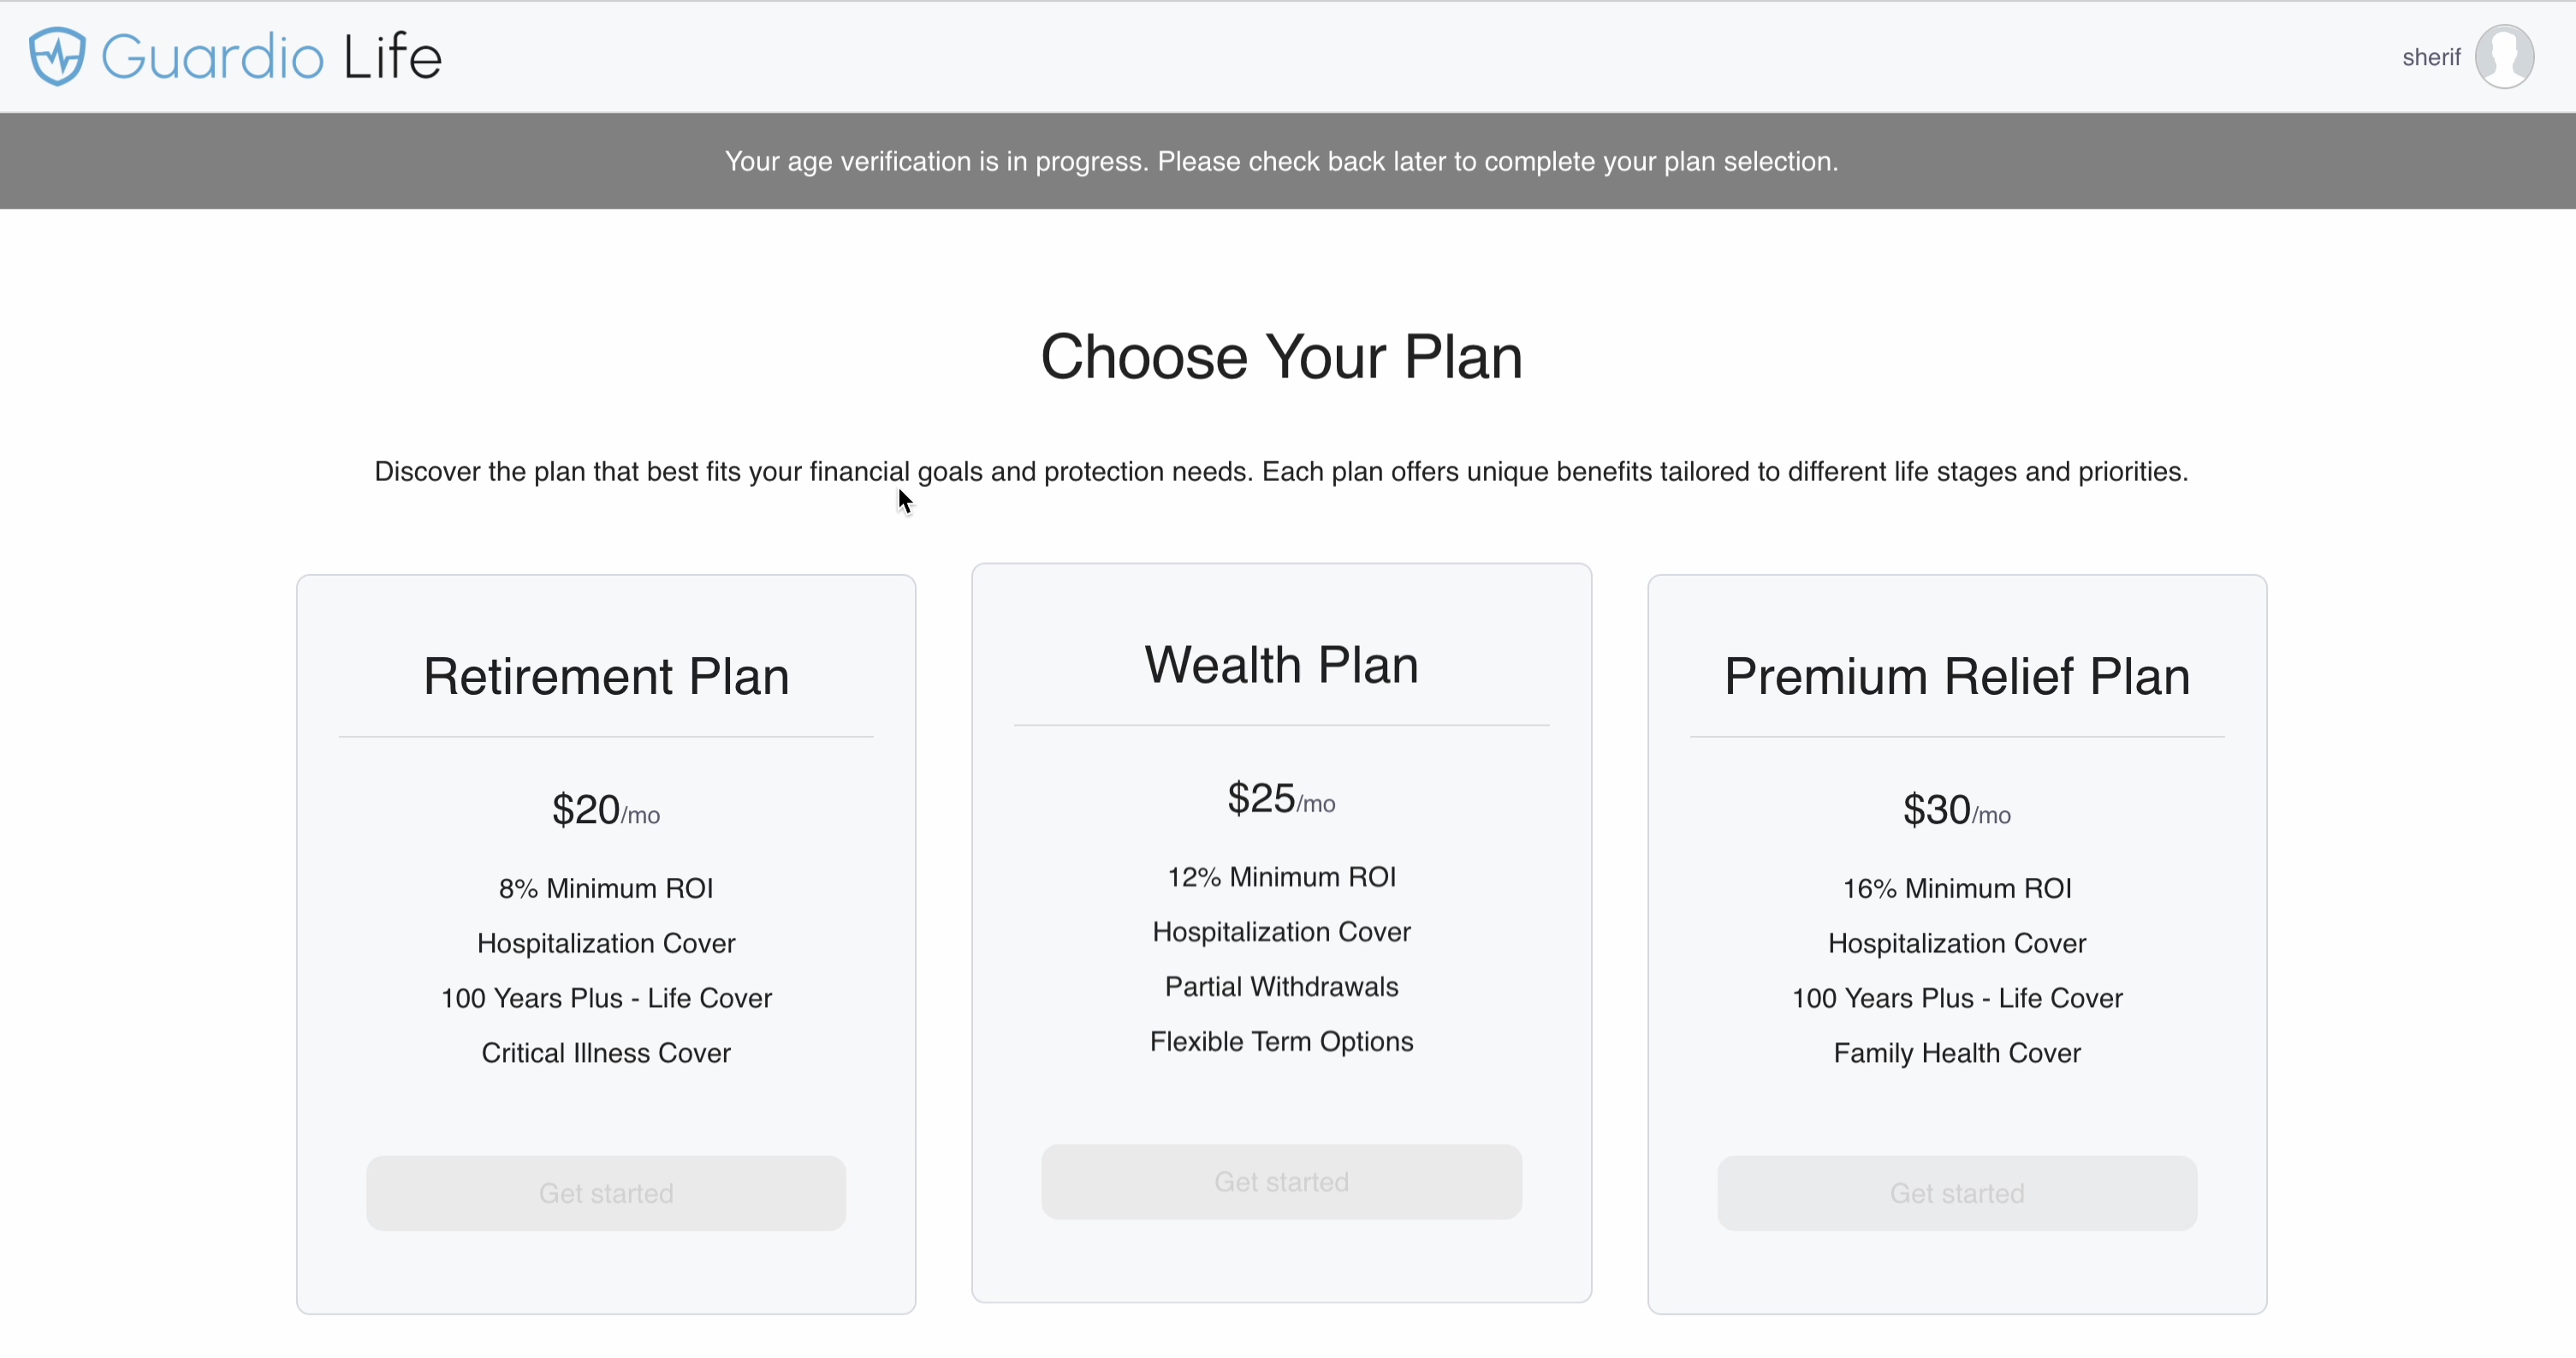 Guardio Life
sherif
Your age verification is in progress. Please check back later to complete your plan selection.
Choose Your Plan
Discover the plan that best fits your financial goals and protection needs. Each plan offers unique benefits tailored to different life stages and priorities.
Retirement Plan
$20/mo
8% Minimum ROI
Hospitalization Cover
100 Years Plus - Life Cover
Critical Illness Cover
Get started
Wealth Plan
$25/mo
12% Minimum ROI
Hospitalization Cover
Partial Withdrawals
Flexible Term Options
Get started
Premium Relief Plan
$30/mo
16% Minimum ROI
Hospitalization Cover
100 Years Plus - Life Cover
Family Health Cover
Get started